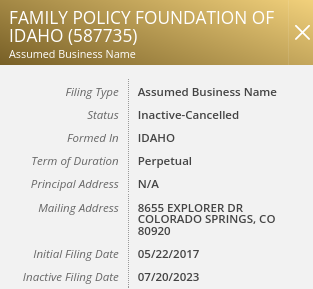 FAMILY POLICY FOUNDATION OF
IDAHO (587735)
Assumed Business Name
Filing Type Assumed Business Name
Status Inactive-Cancelled
Formed In IDAHO
Term of Duration Perpetual
Principal Address N/A
Mailing Address 8655 EXPLORER DR
COLORADO SPRINGS, CO
80920
Initial Filing Date 05/22/2017
Inactive Filing Date 07/20/2023